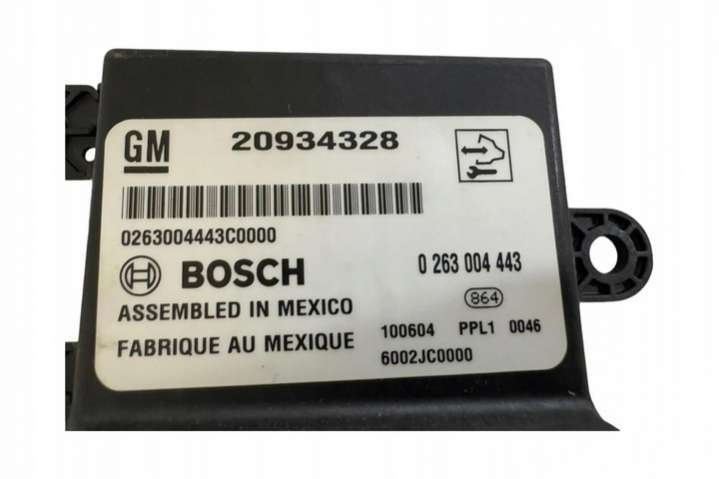 GM 20934328
0263004443C0000
BOSCH 0 263 004 443
864
ASSEMBLED IN MEXICO
100604 PPL1 0046
FABRIQUE AU MEXIQUE
6002JC0000